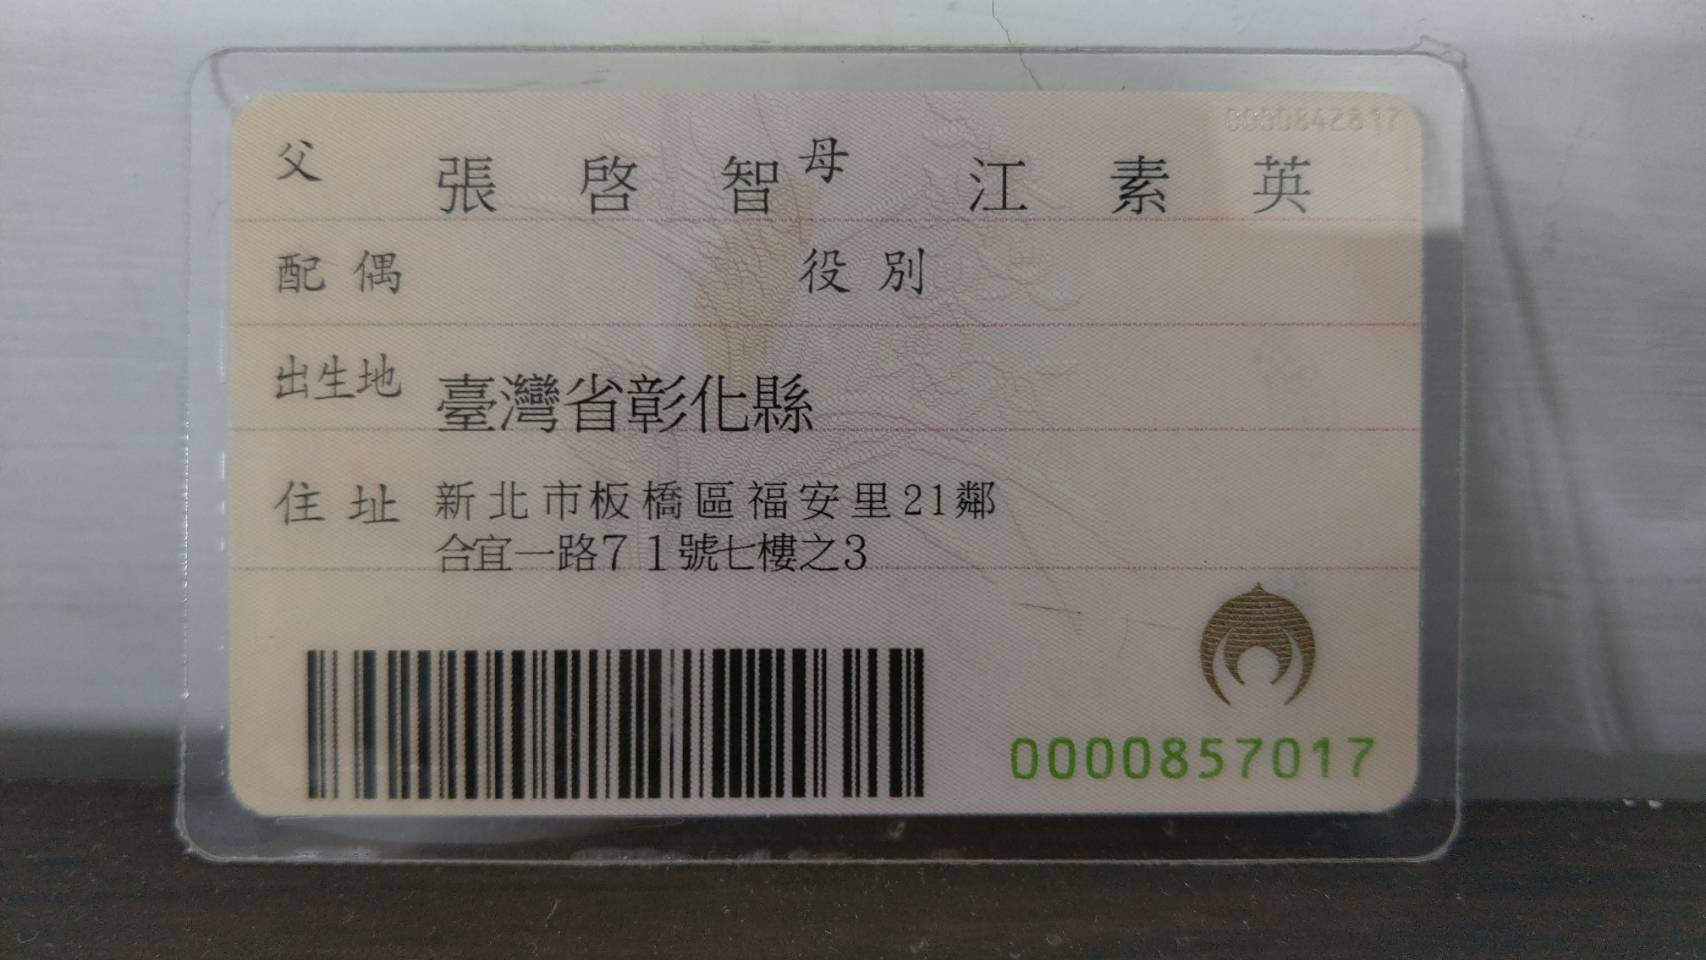 0000842817
父 張啓智 母 江素英
配偶 役別
出生地 臺灣省彰化縣
住址 新北市板橋區福安里21鄰
合宜一路71號七樓之3
0000857017